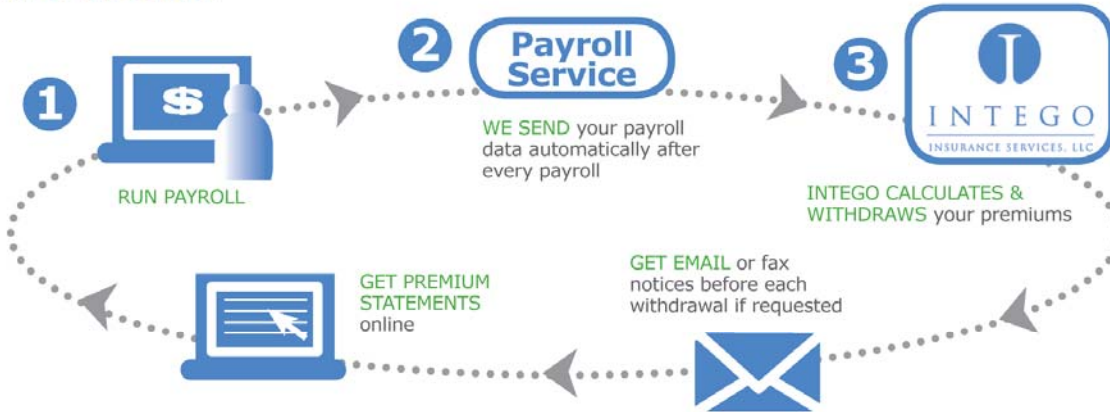 1
$
RUN PAYROLL
2
Payroll
Service
WE SEND your payroll
data automatically after
every payroll
3
INTEGO
INSURANCE SERVICES, LLC
INTEGO CALCULATES &
WITHDRAWS your premiums
GET EMAIL or fax
notices before each
withdrawal if requested
GET PREMIUM
STATEMENTS
online